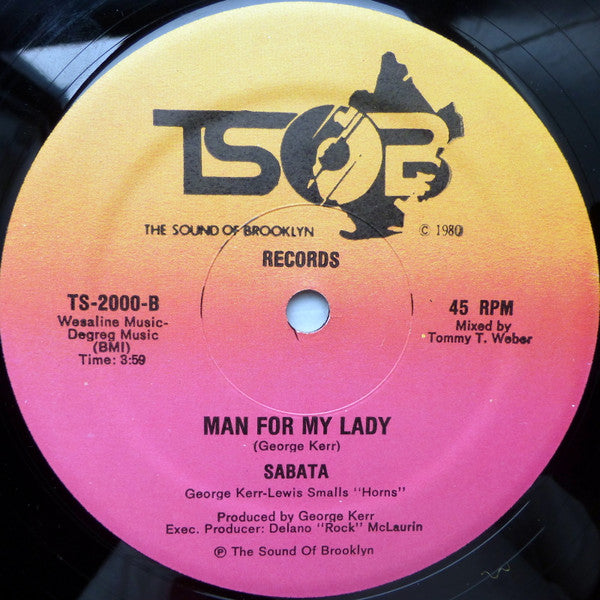 TSOB
THE SOUND OF BROOKLYN
© 1980
RECORDS
TS-2000-B
Wesaline Music-
Degreg Music
(BMI)
Time: 3:59
45 RPM
Mixed by
Tommy T. Weber
MAN FOR MY LADY
(George Kerr)
SABATA
George Kerr-Lewis Smalls "Horns"
Produced by George Kerr
Exec. Producer: Delano "Rock" McLaurin
℗ The Sound Of Brooklyn